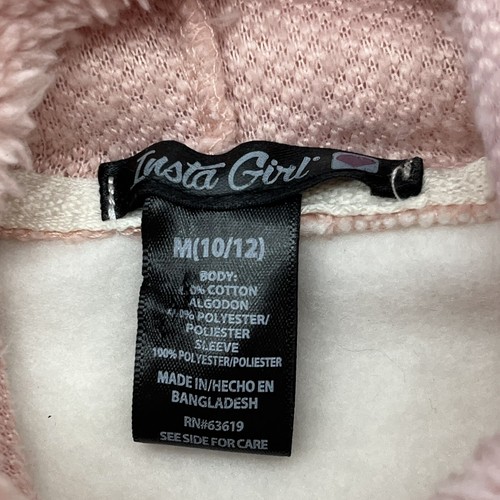 Insta Girl
M(10/12)
BODY:
COTTON
ALGODON
POLYESTER/
POLIESTER
SLEEVE
100% POLYESTER/POLIESTER
MADE IN/HECHO EN
BANGLADESH
RN#63619
SEE SIDE FOR CARE